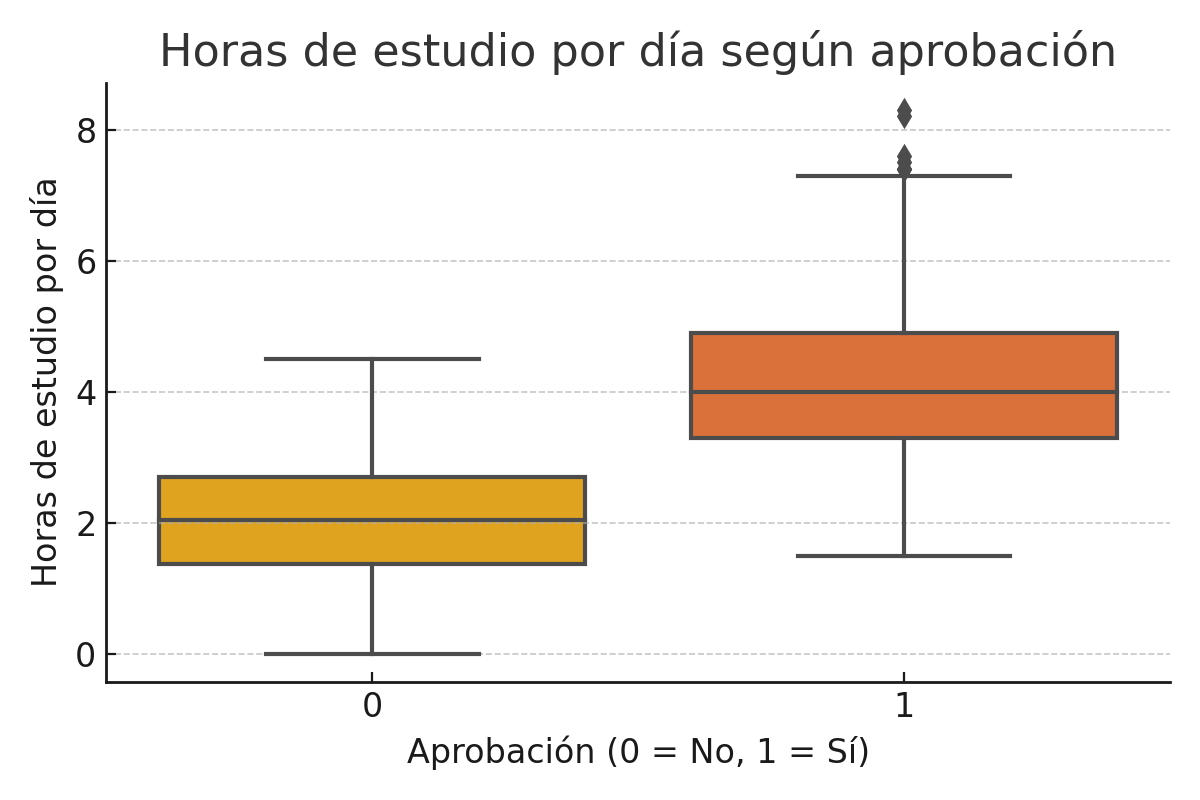 Horas de estudio por día según aprobación
Horas de estudio por día
8
6
4
2
0
0 1
Aprobación (0 = No, 1 = Sí)